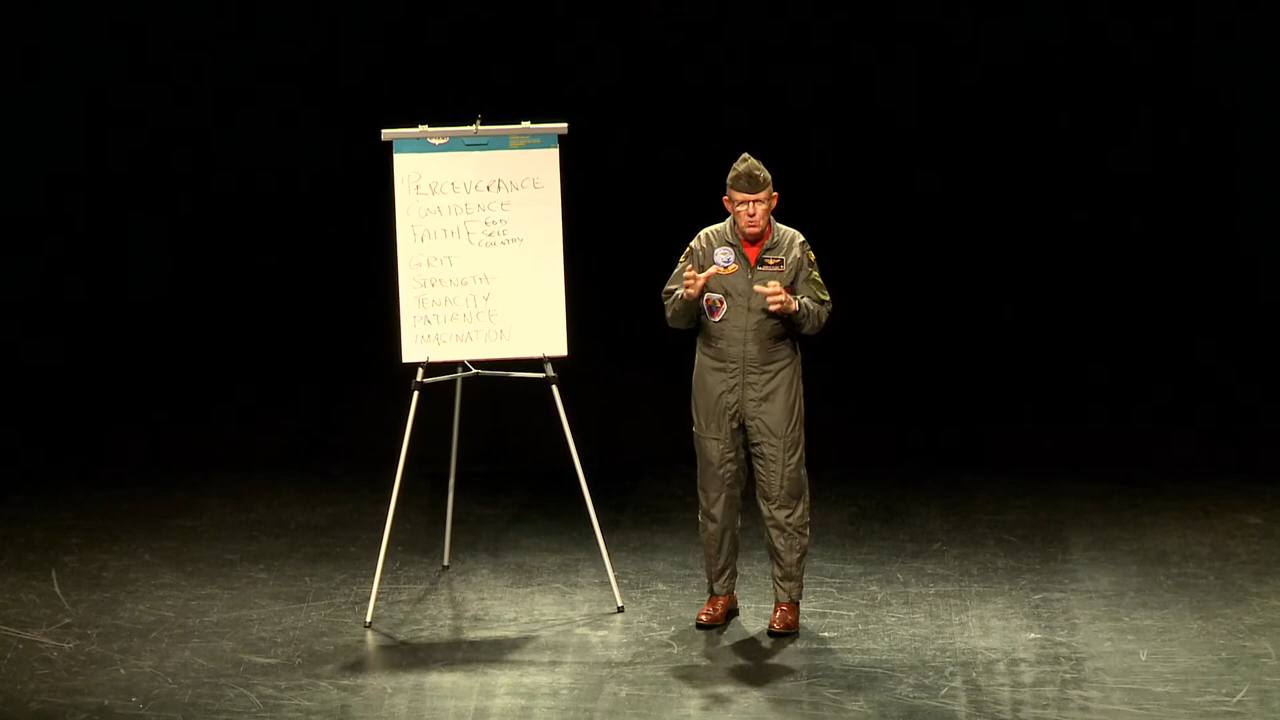 PERCEVERANCE
CONFIDENCE
FAITH GOD
SELF
COUNTRY
GRIT
STRENGTH
TENACITY
PATIENCE
IMAGINATION